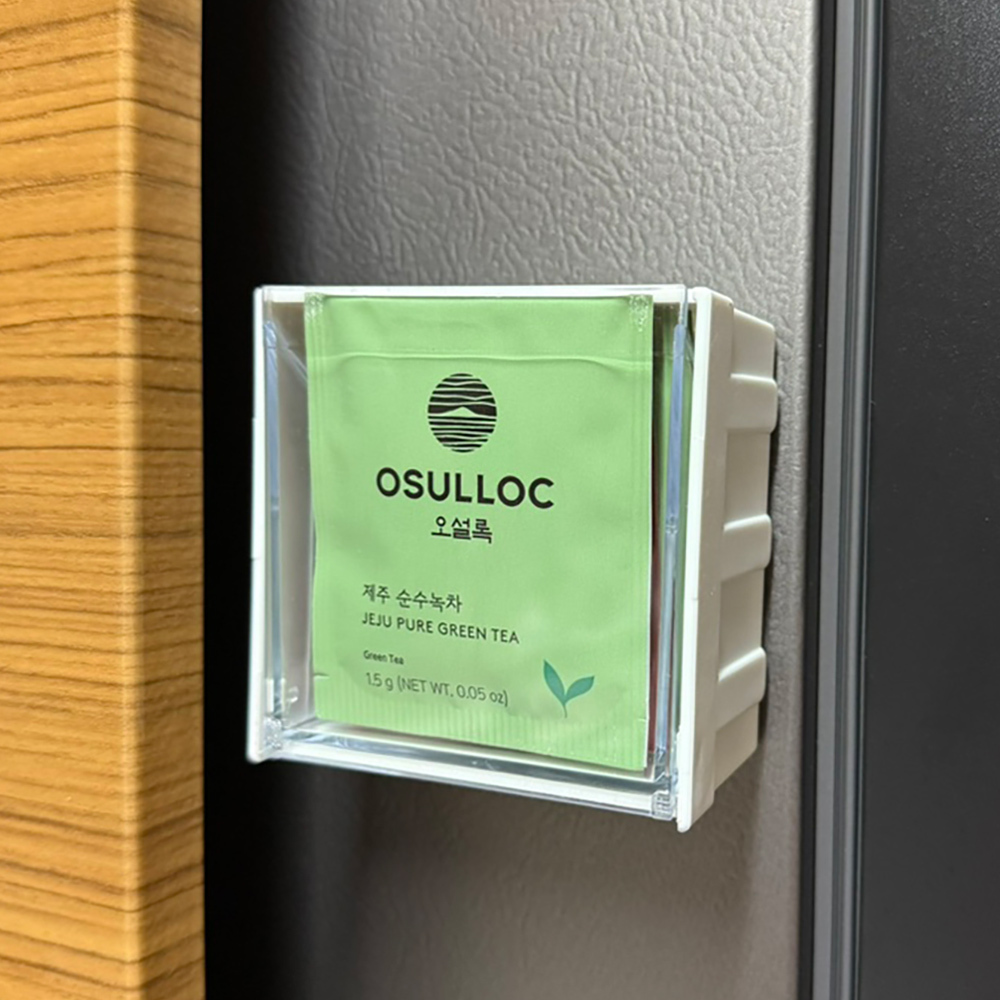 OSULLOC
오설록
제주 순수녹차
JEJU PURE GREEN TEA
Green Tea
1.5 g (NET WT. 0.05 oz)